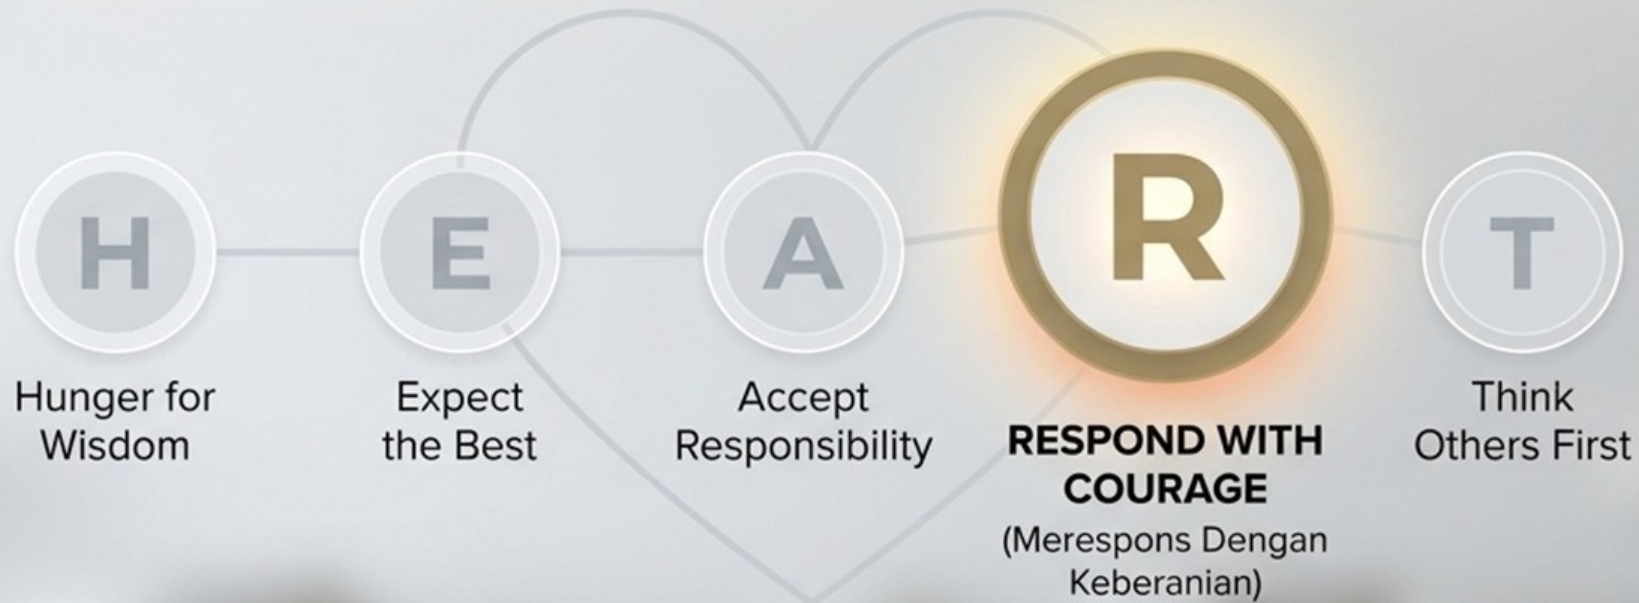 H
E
A
R
T
Hunger for
Wisdom
Expect
the Best
Accept
Responsibility
RESPOND WITH
COURAGE
(Merespons Dengan
Keberanian)
Think
Others First